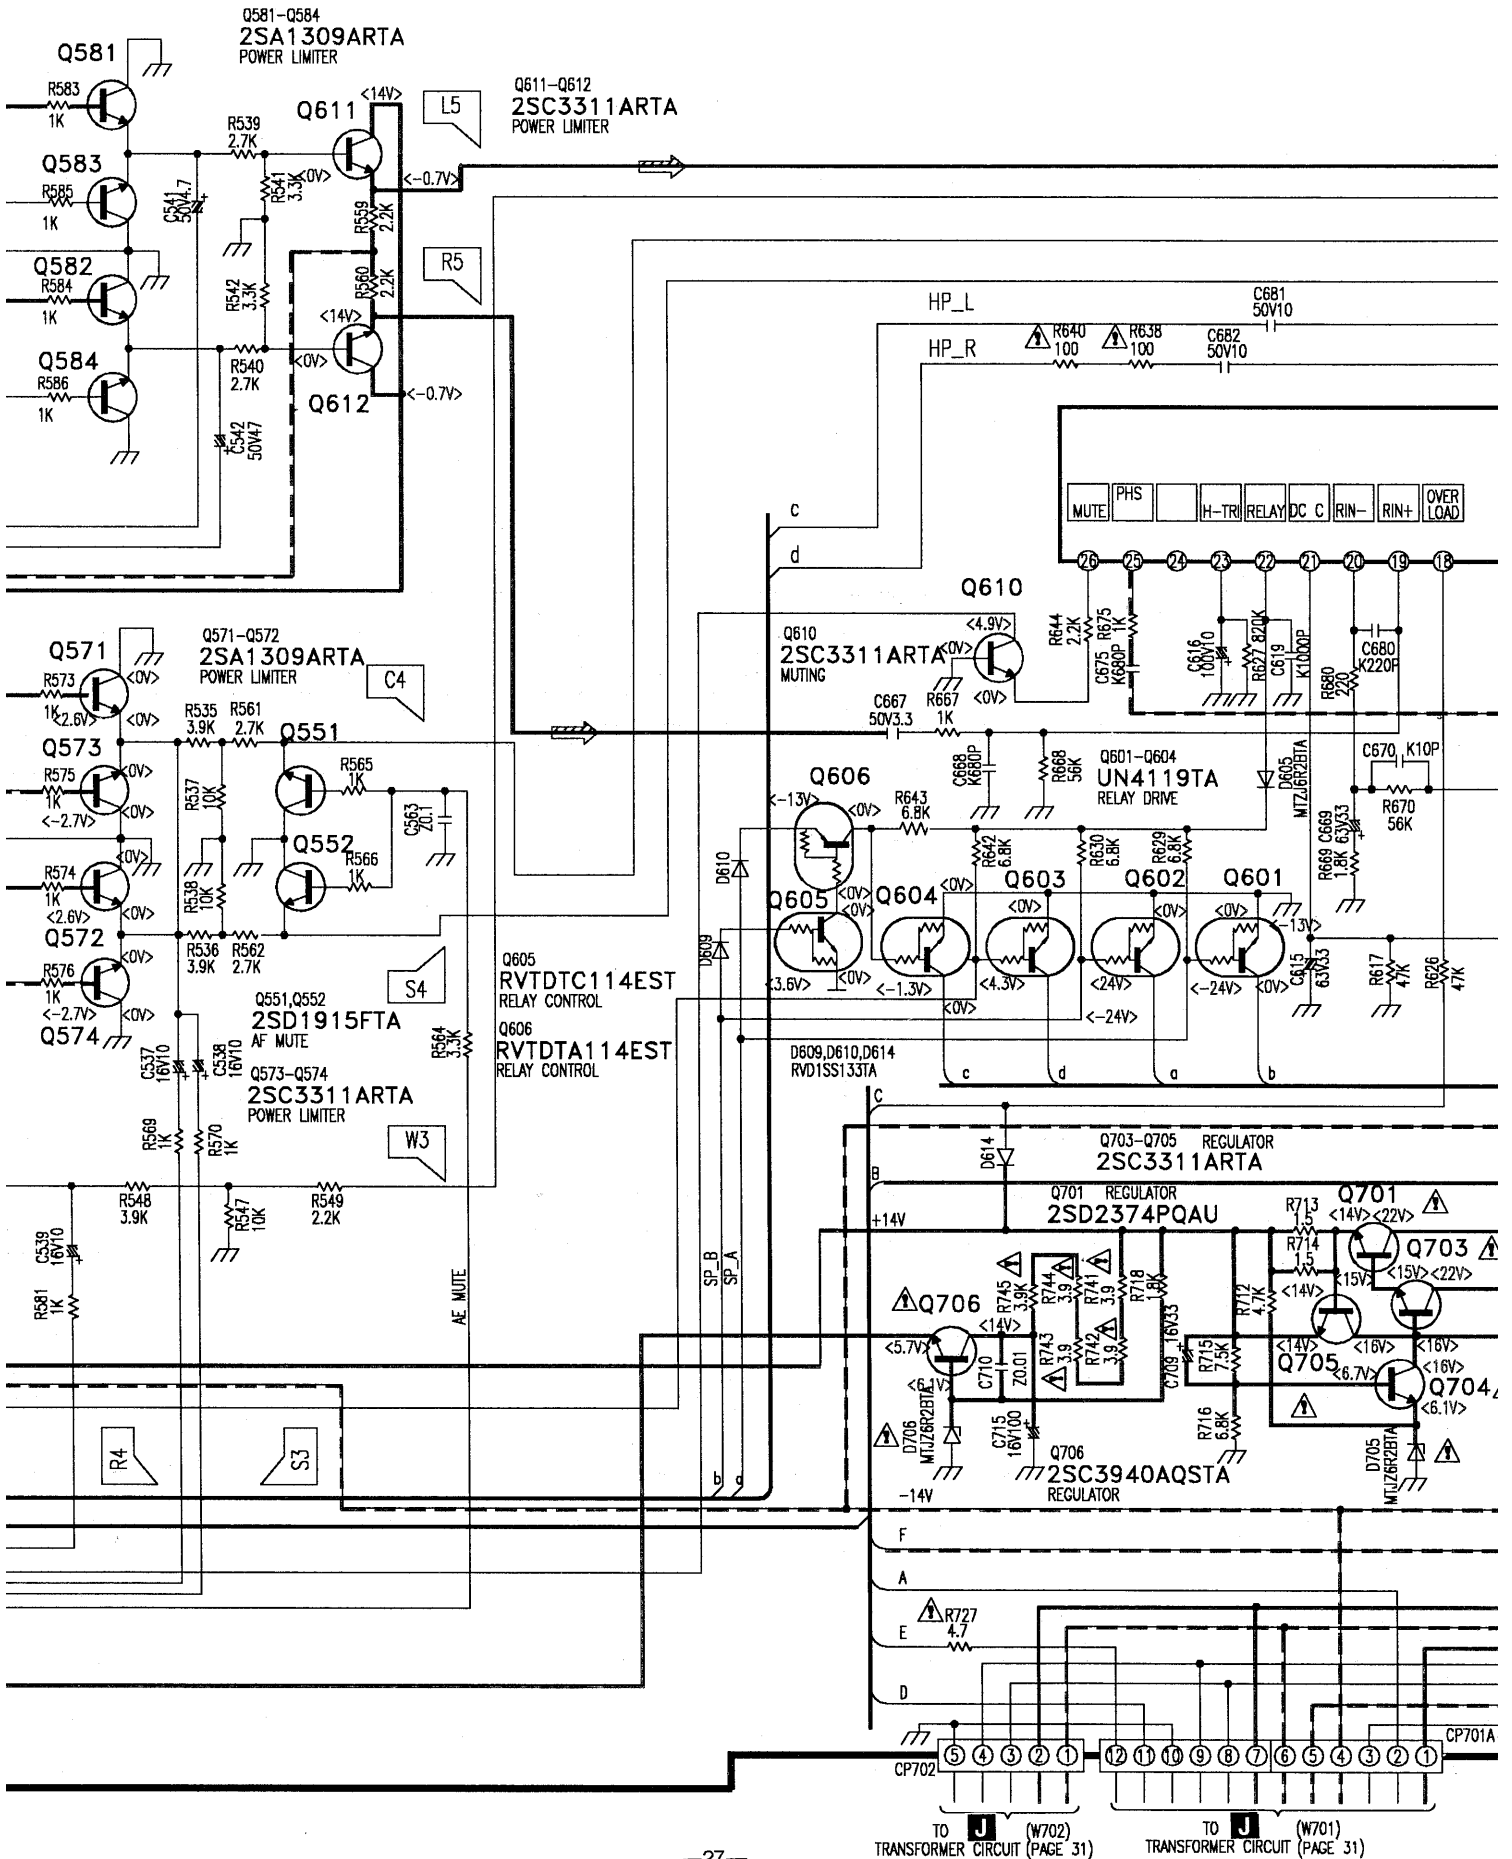 Q581-Q584
2SA1309ARTA
POWER LIMITER
Q581
R583
1K
Q611
<14V>
L5
Q611-Q612
2SC3311ARTA
POWER LIMITER
R539
2.7K
Q583
R585
1K
C541
50V4.7
R541
3.3K
<0V>
<-0.7V>
R559
2.2K
Q582
R584
1K
R542
3.3K
R560
2.2K
R5
<14V>
HP_L
C681
50V10
HP_R
R640
100
R638
100
C682
50V10
Q584
R586
1K
R540
2.7K
<0V>
Q612
<-0.7V>
C542
50V47
MUTE
PHS
H-TRI
RELAY
DC C
RIN-
RIN+
OVER
LOAD
26
25
24
23
22
21
20
19
18
c
d
Q610
<4.9V>
Q610
2SC3311ARTA
MUTING
<0V>
<0V>
R644
2.2K
R675
1K
C675
K680P
C616
16V10
R627 820K
C619
K1000P
R680
220
C680
K220P
Q571
Q571-Q572
2SA1309ARTA
POWER LIMITER
C4
R573
1K
<2.6V>
<0V>
<0V>
R535
3.9K
R561
2.7K
Q551
C667
50V3.3
R667
1K
C668
K680P
R668
56K
Q601-Q604
UN4119TA
RELAY DRIVE
D605
MTZJ6R2BTA
C670
K10P
R670
56K
Q573
R575
1K
<-2.7V>
<0V>
<0V>
R537
10K
R565
1K
C563
Z0.1
Q606
<-13V>
<0V>
R643
6.8K
R642
6.8K
R630
6.8K
R629
6.8K
R669
1.8K
C669
63V33
Q552
R566
1K
R574
1K
<2.6V>
<0V>
<0V>
R538
10K
D610
Q605
<0V>
<0V>
Q604
<0V>
Q603
<0V>
Q602
<0V>
Q601
<0V>
<-13V>
Q572
R576
1K
<-2.7V>
<0V>
<0V>
Q574
R536
3.9K
R562
2.7K
D609
S4
Q605
RVTDTC114EST
RELAY CONTROL
<3.6V>
<0V>
<-1.3V>
<0V>
<4.3V>
<24V>
<-24V>
<-24V>
<0V>
C615
63V33
R617
47K
R626
47K
Q551,Q552
2SD1915FTA
AF MUTE
Q606
RVTDTA114EST
RELAY CONTROL
R564
3.3K
C537
16V10
C538
16V10
Q573-Q574
2SC3311ARTA
POWER LIMITER
D609,D610,D614
RVD1SS133TA
c
d
a
b
C
R569
1K
R570
1K
W3
D614
Q703-Q705 REGULATOR
2SC3311ARTA
B
R548
3.9K
R547
10K
R549
2.2K
C539
16V10
R581
1K
AE MUTE
SP_B
SP_A
+14V
Q701 REGULATOR
2SD2374PQAU
R713
1.5
R714
1.5
Q701
<14V>
<22V>
Q703
<15V>
<15V>
<22V>
Q706
R745
3.9K
R744
3.9
R741
3.9
R718
1.8K
R712
4.7K
<14V>
<5.7V>
<14V>
C710
Z0.01
R743
3.9
R742
3.9
C709
16V33
R715
7.5K
<14V>
Q705
<16V>
<16V>
<16V>
<6.7V>
Q704
<6.1V>
<6.1V>
D706
MTJZ6R2BTA
C715
16V100
R716
6.8K
D705
MTJZ6R2BTA
R4
S3
b
a
Q706
2SC3940AQSTA
REGULATOR
-14V
F
A
R727
4.7
E
D
CP701A
CP702
5
4
3
2
1
12
11
10
9
8
7
6
5
4
3
2
1
TO J (W702)
TRANSFORMER CIRCUIT (PAGE 31)
TO J (W701)
TRANSFORMER CIRCUIT (PAGE 31)
—27—